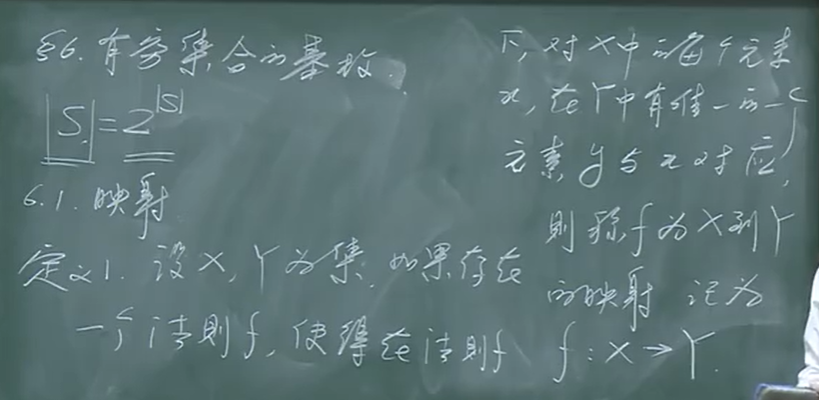 §6. 有穷集合的基数.
|S| = 2^|S|
6.1. 映射
定义1. 设X, Y为集, 如果存在
一个法则f, 使得在法则f
下, 对X中的每个元素
x, 在Y中有唯一的一个
元素y与x对应,
则称f为X到Y
的映射 记为
f : X → Y.